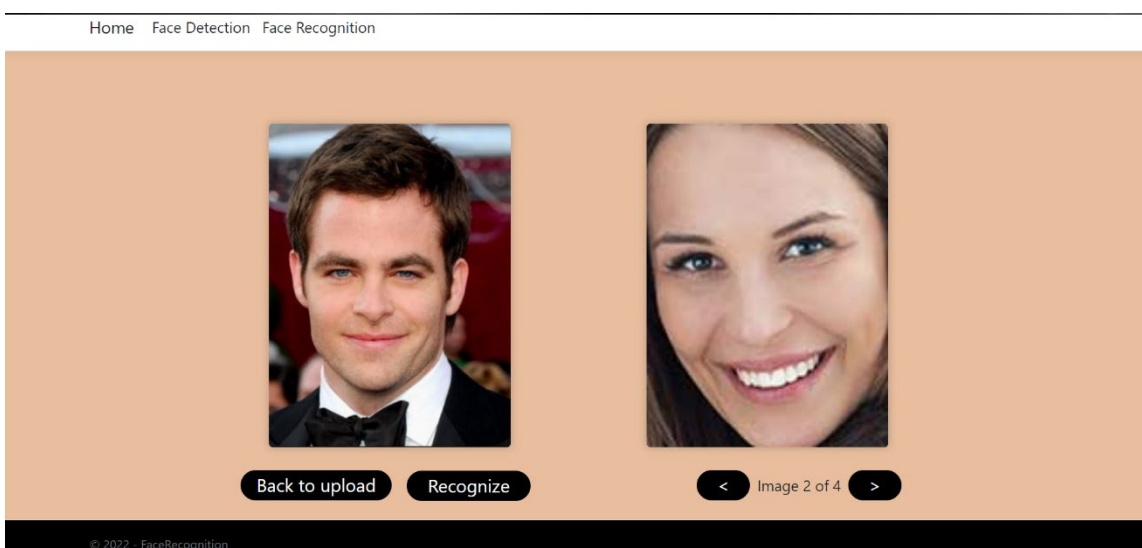 Home Face Detection Face Recognition
Back to upload Recognize < Image 2 of 4 >
© 2022 - FaceRecognition